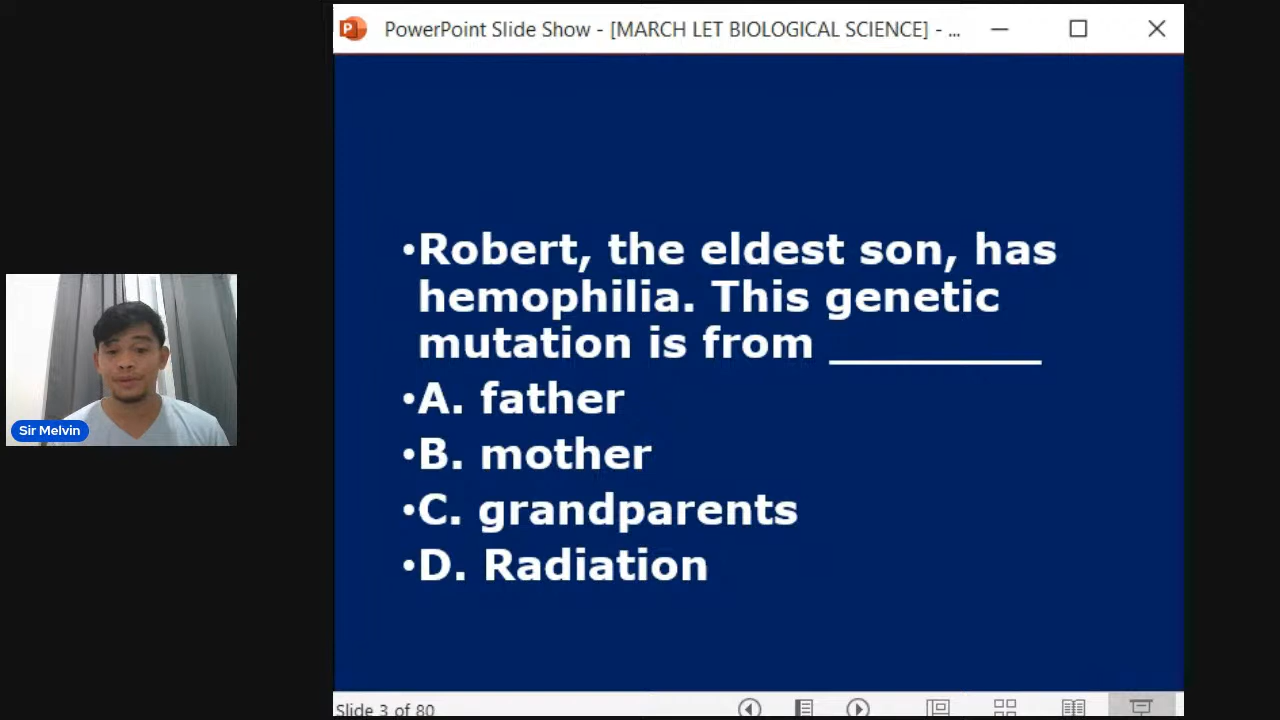 PowerPoint Slide Show - [MARCH LET BIOLOGICAL SCIENCE] - ...
•Robert, the eldest son, has
hemophilia. This genetic
mutation is from __________
•A. father
•B. mother
•C. grandparents
•D. Radiation
Sir Melvin
Slide 3 of 80